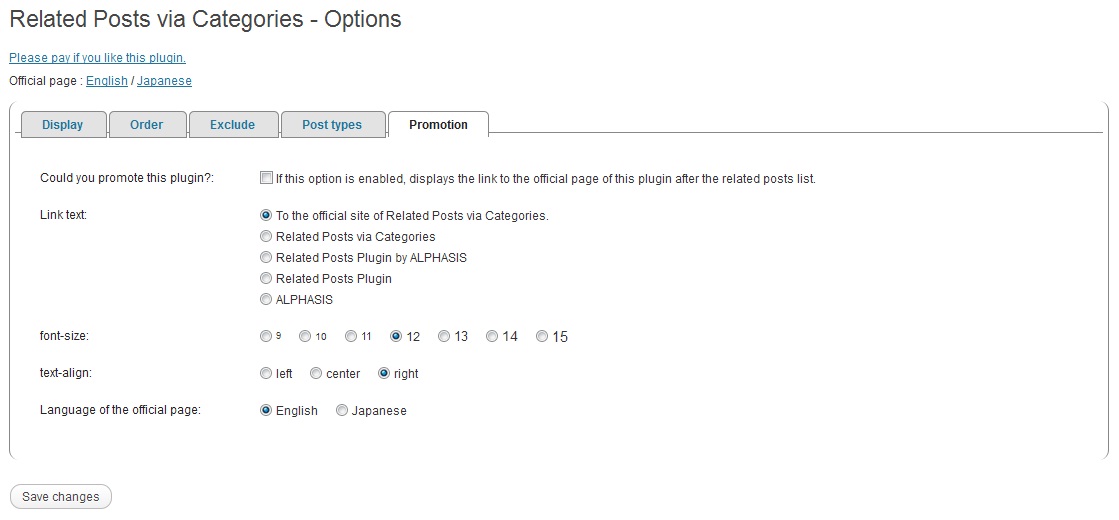 Related Posts via Categories - Options
Please pay if you like this plugin.
Official page : English / Japanese
Display Order Exclude Post types Promotion
Could you promote this plugin?: If this option is enabled, displays the link to the official page of this plugin after the related posts list.
Link text: To the official site of Related Posts via Categories.
Related Posts via Categories
Related Posts Plugin by ALPHASIS
Related Posts Plugin
ALPHASIS
font-size: 9 10 11 12 13 14 15
text-align: left center right
Language of the official page: English Japanese
Save changes